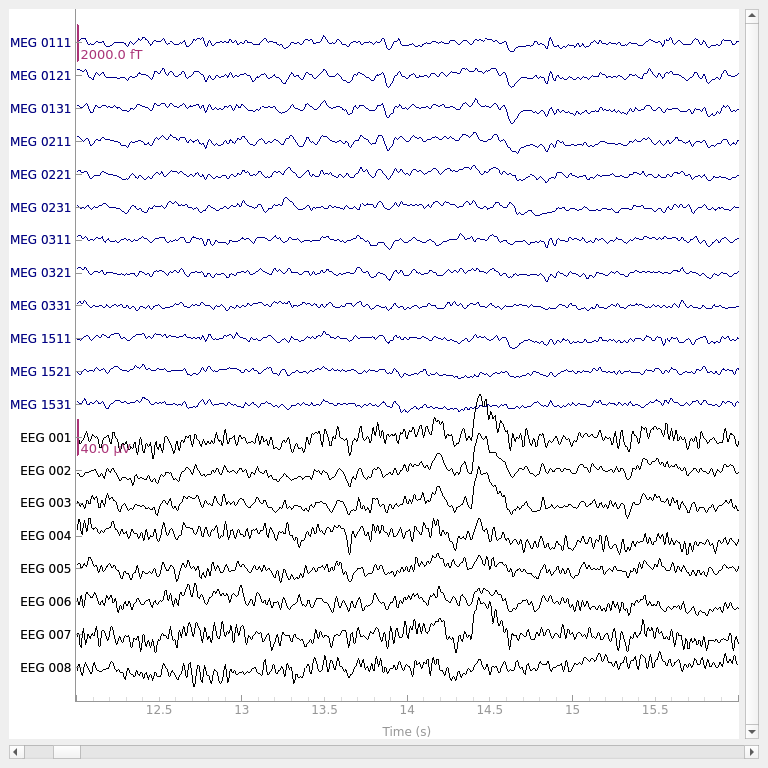 MEG 0111
2000.0 fT
MEG 0121
MEG 0131
MEG 0211
MEG 0221
MEG 0231
MEG 0311
MEG 0321
MEG 0331
MEG 1511
MEG 1521
MEG 1531
EEG 001
40.0 µV
EEG 002
EEG 003
EEG 004
EEG 005
EEG 006
EEG 007
EEG 008
12.5 13 13.5 14 14.5 15 15.5
Time (s)